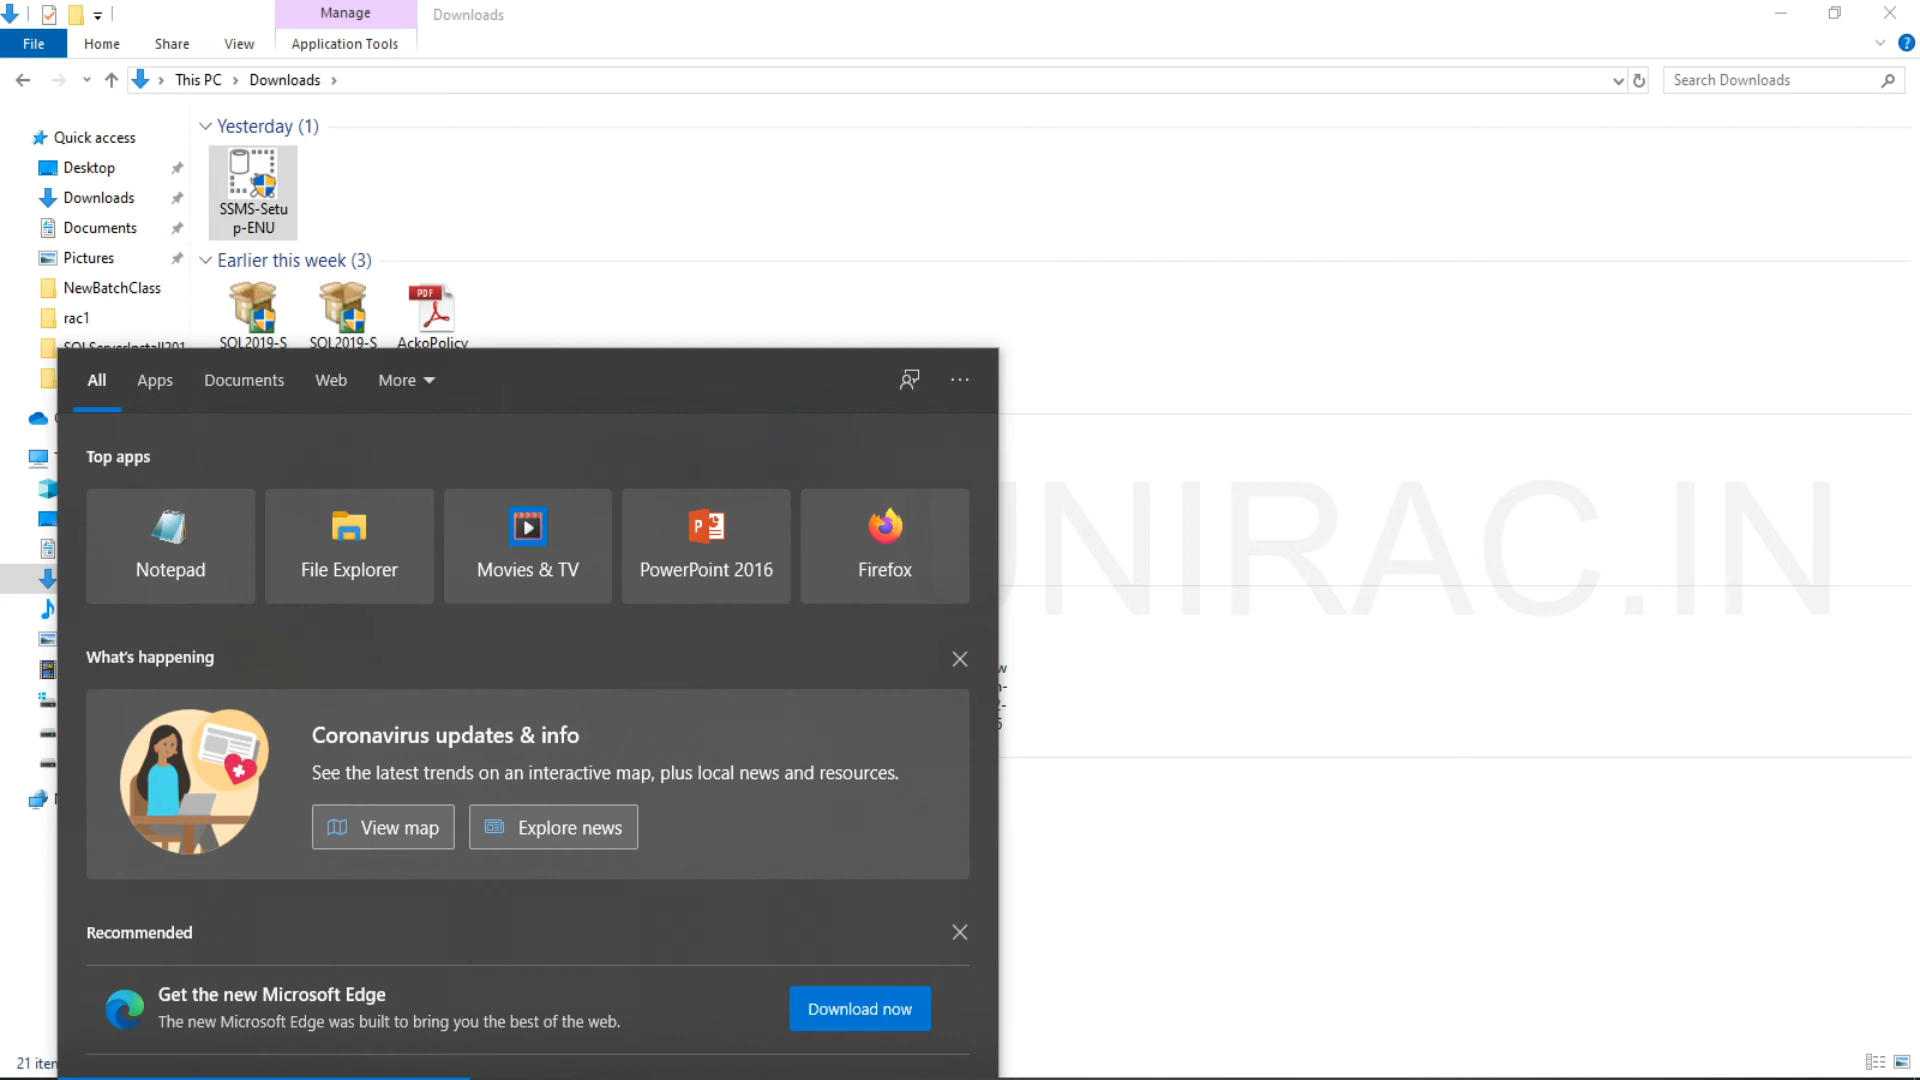 Manage
Downloads
File
Home
Share
View
Application Tools
This PC
Downloads
Search Downloads
Quick access
Desktop
Downloads
Documents
Pictures
NewBatchClass
rac1
Yesterday (1)
SSMS-Setu
p-ENU
Earlier this week (3)
PDF
SQL2019-S
SQL2019-S
AckoPolicy
SQLServerInstall201
All
Apps
Documents
Web
More
Top apps
Notepad
File Explorer
Movies & TV
PowerPoint 2016
Firefox
UNIRAC.IN
What's happening
Coronavirus updates & info
See the latest trends on an interactive map, plus local news and resources.
View map
Explore news
Recommended
Get the new Microsoft Edge
The new Microsoft Edge was built to bring you the best of the web.
Download now
21 iten